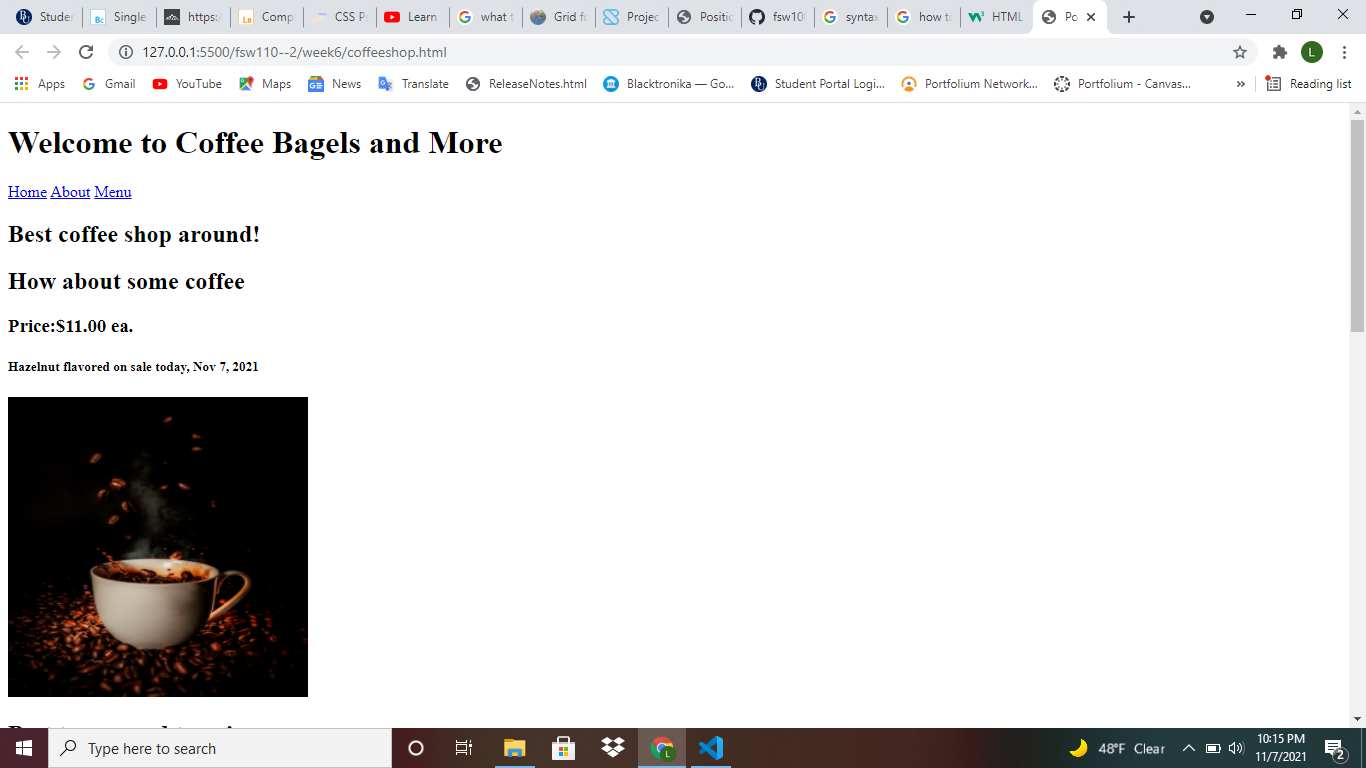 Studer
Single
https:/
Comp
CSS Ps
Learn
what t
Grid fo
Projec
Positic
fsw10
syntax
how to
HTML
Po
127.0.0.1:5500/fsw110--2/week6/coffeeshop.html
L
Apps
Gmail
YouTube
Maps
News
Translate
ReleaseNotes.html
Blacktronika — Go...
Student Portal Logi...
Portfolium Network...
Portfolium - Canvas...
»
Reading list
Welcome to Coffee Bagels and More
Home About Menu
Best coffee shop around!
How about some coffee
Price:$11.00 ea.
Hazelnut flavored on sale today, Nov 7, 2021
Type here to search
48°F Clear
10:15 PM
11/7/2021
2